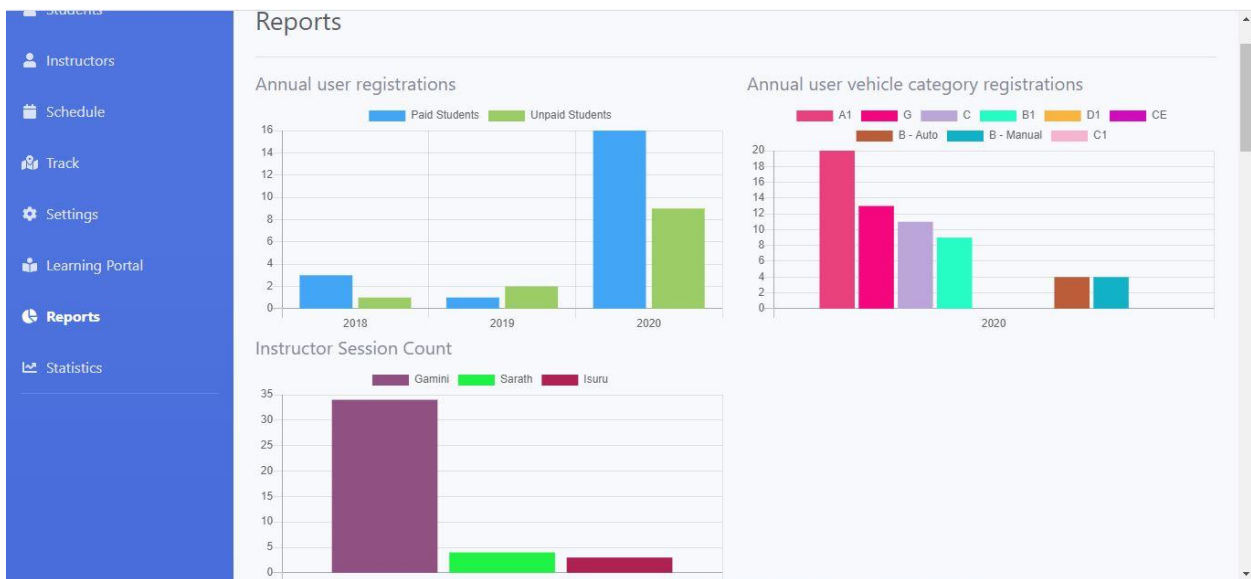 Students
Instructors
Schedule
Track
Settings
Learning Portal
Reports
Statistics
Reports
Annual user registrations
Paid Students Unpaid Students
16
14
12
10
8
6
4
2
0
2018 2019 2020
Annual user vehicle category registrations
A1 G C B1 D1 CE
B - Auto B - Manual C1
20
18
16
14
12
10
8
6
4
2
0
2020
Instructor Session Count
Gamini Sarath Isuru
35
30
25
20
15
10
5
0